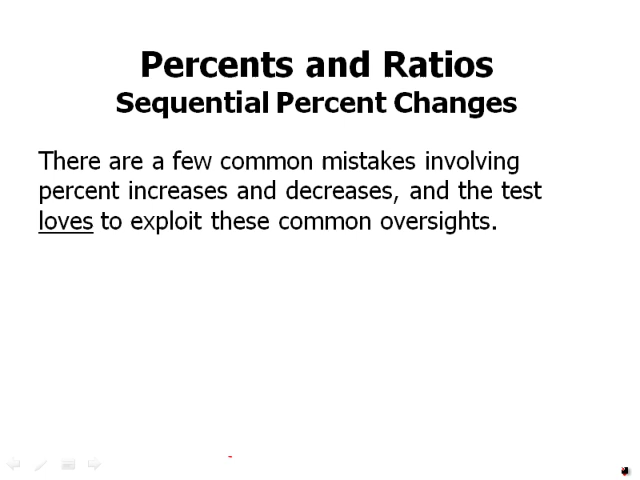 Percents and Ratios
Sequential Percent Changes
There are a few common mistakes involving
percent increases and decreases, and the test
loves to exploit these common oversights.